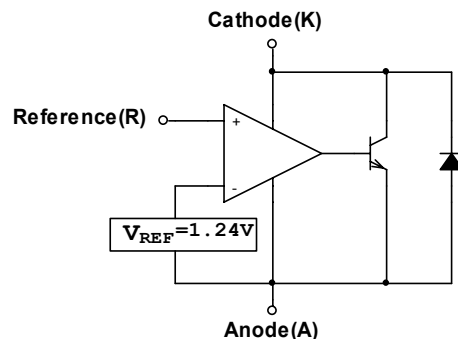 Cathode(K)
Reference(R)
+
-
VREF=1.24V
Anode(A)